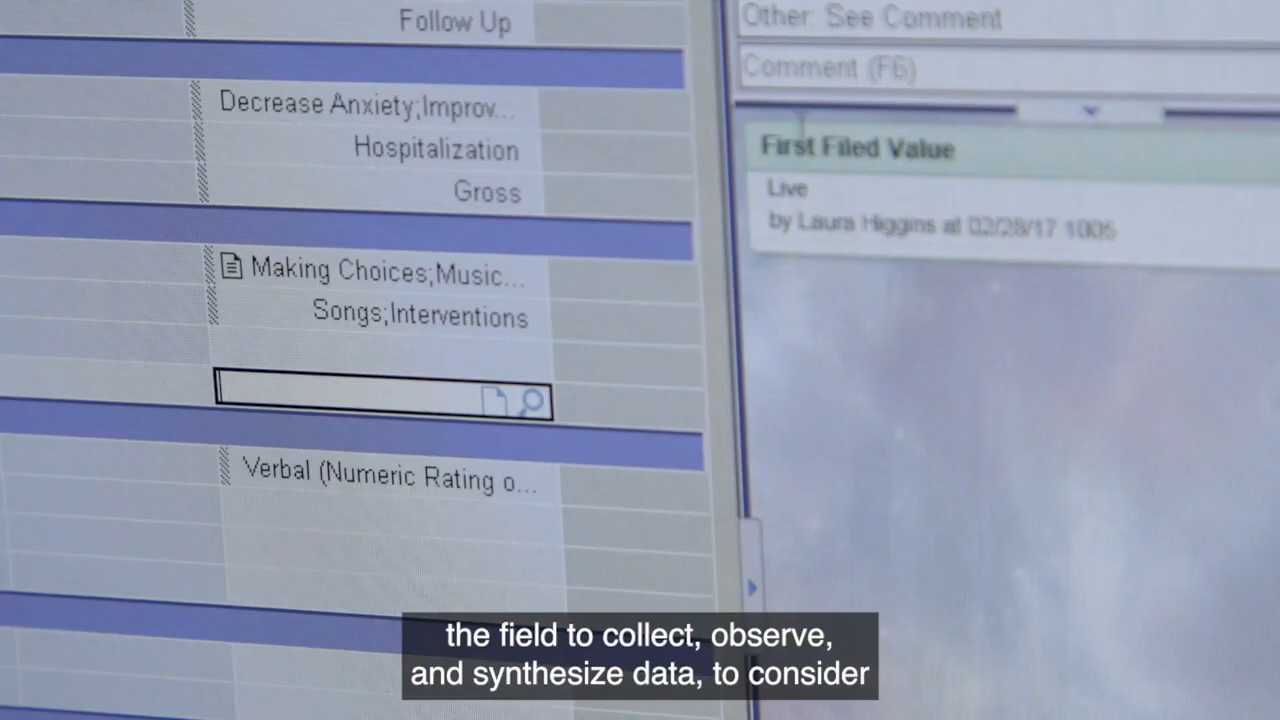 Follow Up
Decrease Anxiety;Improv...
Hospitalization
Gross
Making Choices;Music...
Songs;Interventions
Verbal (Numeric Rating o...
Other: See Comment
Comment (F6)
First Filed Value
Live
by Laura Higgins at 02/28/17 1005
the field to collect, observe,
and synthesize data, to consider